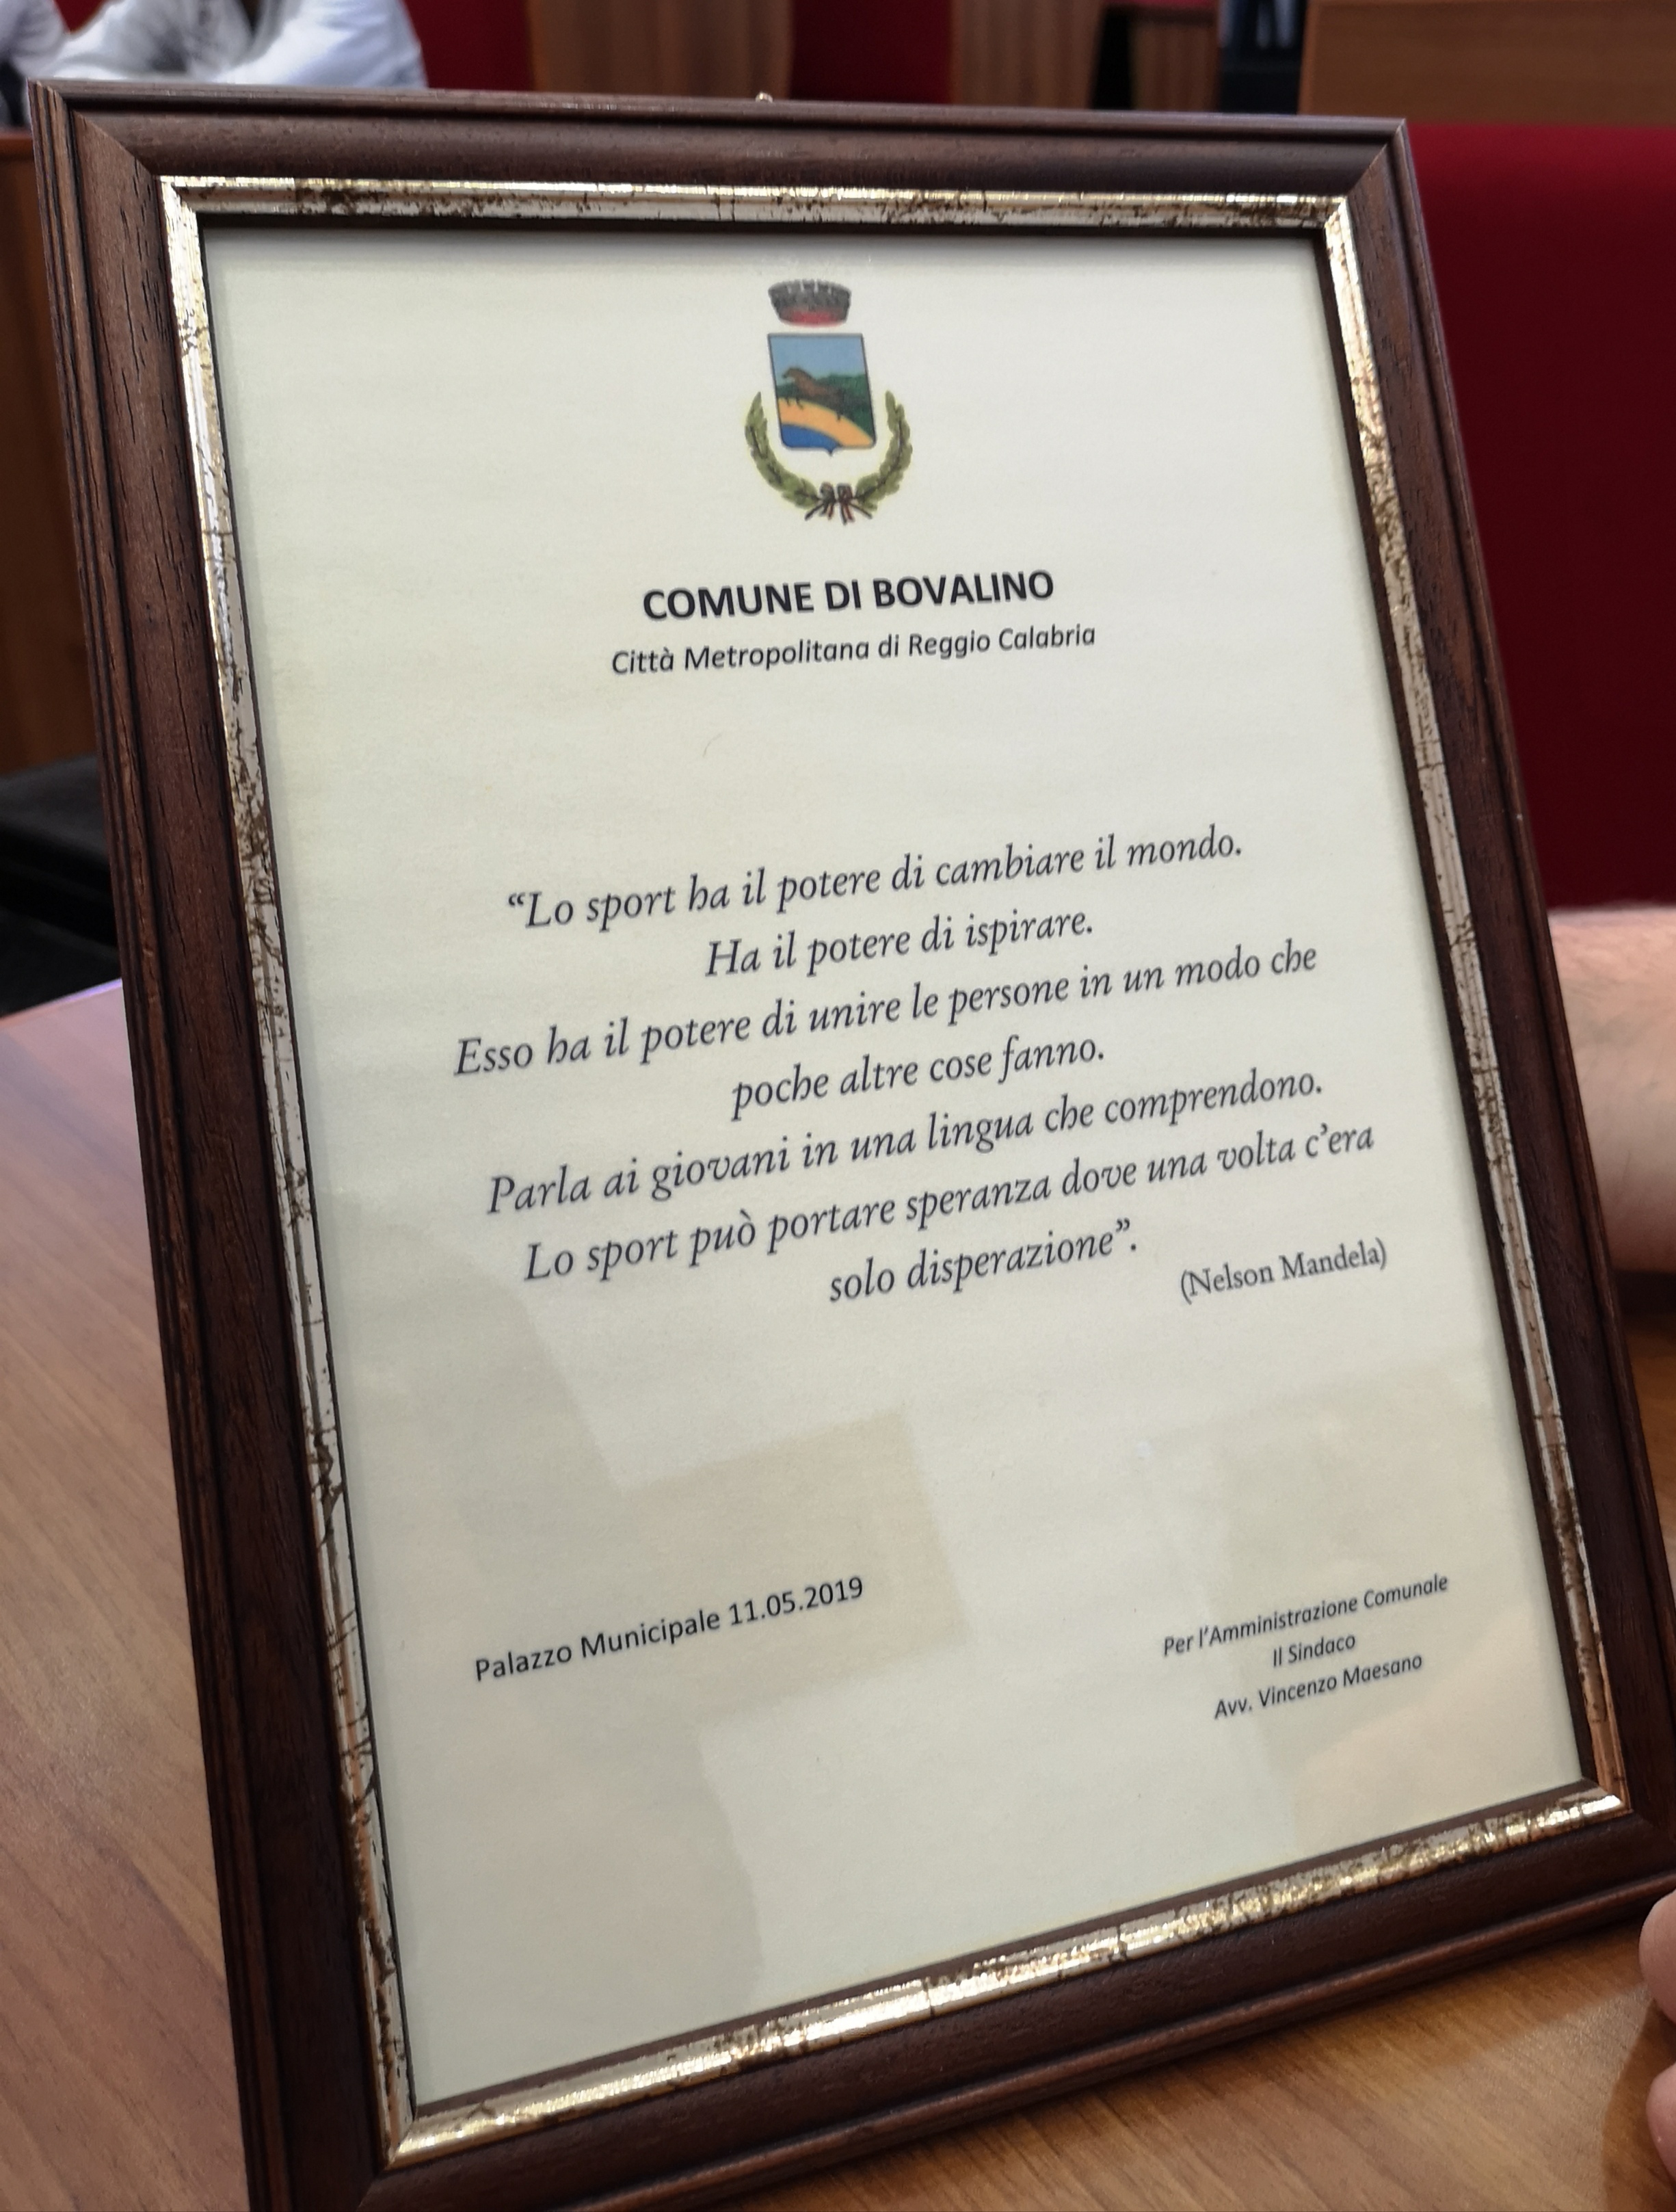 COMUNE DI BOVALINO
Città Metropolitana di Reggio Calabria
“Lo sport ha il potere di cambiare il mondo.
Ha il potere di ispirare.
Esso ha il potere di unire le persone in un modo che
poche altre cose fanno.
Parla ai giovani in una lingua che comprendono.
Lo sport può portare speranza dove una volta c’era
solo disperazione”.
(Nelson Mandela)
Palazzo Municipale 11.05.2019
Per l’Amministrazione Comunale
Il Sindaco
Avv. Vincenzo Maesano